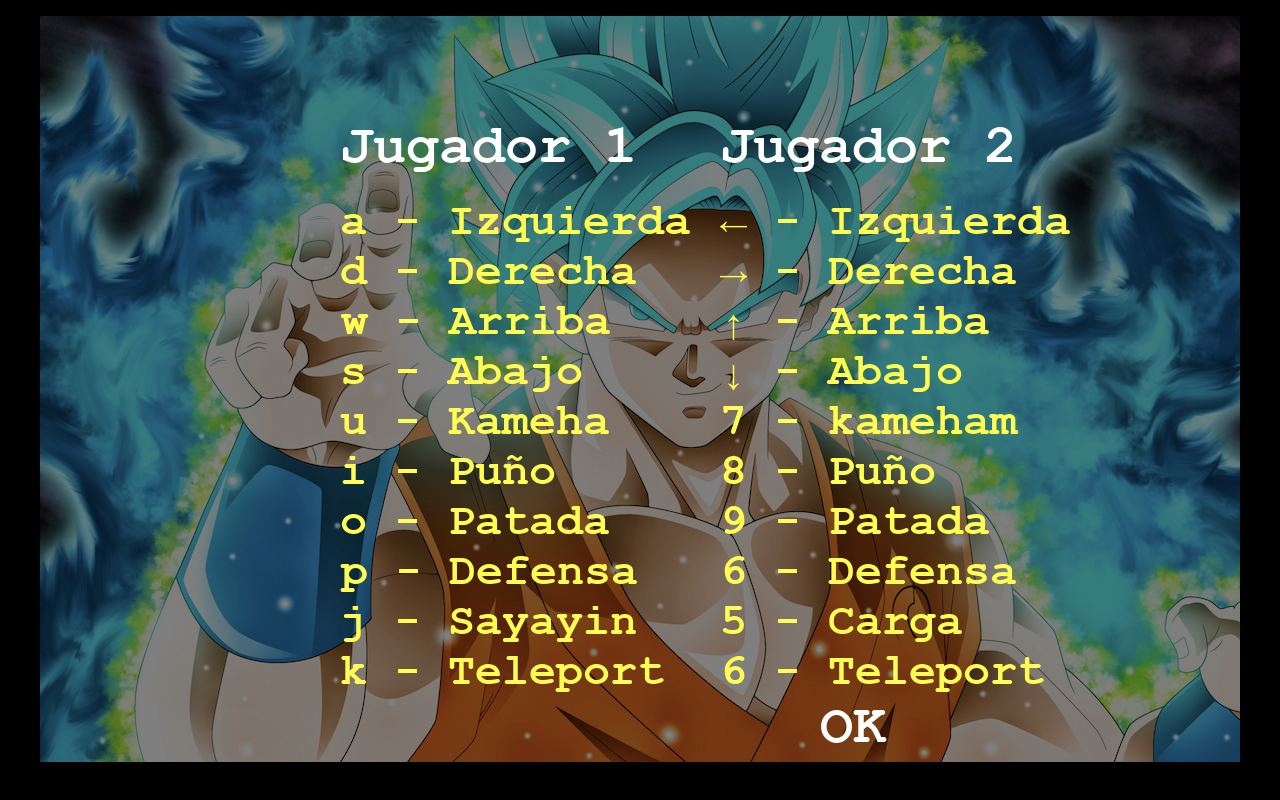 Jugador 1 Jugador 2
a - Izquierda ← - Izquierda
d - Derecha → - Derecha
w - Arriba ↑ - Arriba
s - Abajo ↓ - Abajo
u - Kameha 7 - kameham
i - Puño 8 - Puño
o - Patada 9 - Patada
p - Defensa 6 - Defensa
j - Sayayin 5 - Carga
k - Teleport 6 - Teleport
OK